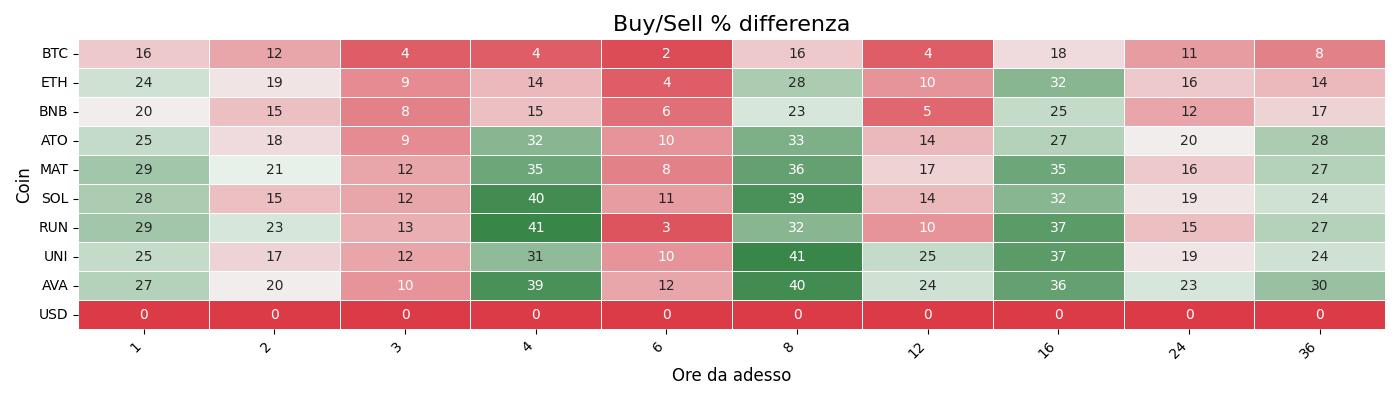 Buy/Sell % differenza
Coin
BTC 16 12 4 4 2 16 4 18 11 8
ETH 24 19 9 14 4 28 10 32 16 14
BNB 20 15 8 15 6 23 5 25 12 17
ATO 25 18 9 32 10 33 14 27 20 28
MAT 29 21 12 35 8 36 17 35 16 27
SOL 28 15 12 40 11 39 14 32 19 24
RUN 29 23 13 41 3 32 10 37 15 27
UNI 25 17 12 31 10 41 25 37 19 24
AVA 27 20 10 39 12 40 24 36 23 30
USD 0 0 0 0 0 0 0 0 0 0
1 2 3 4 6 8 12 16 24 36
Ore da adesso